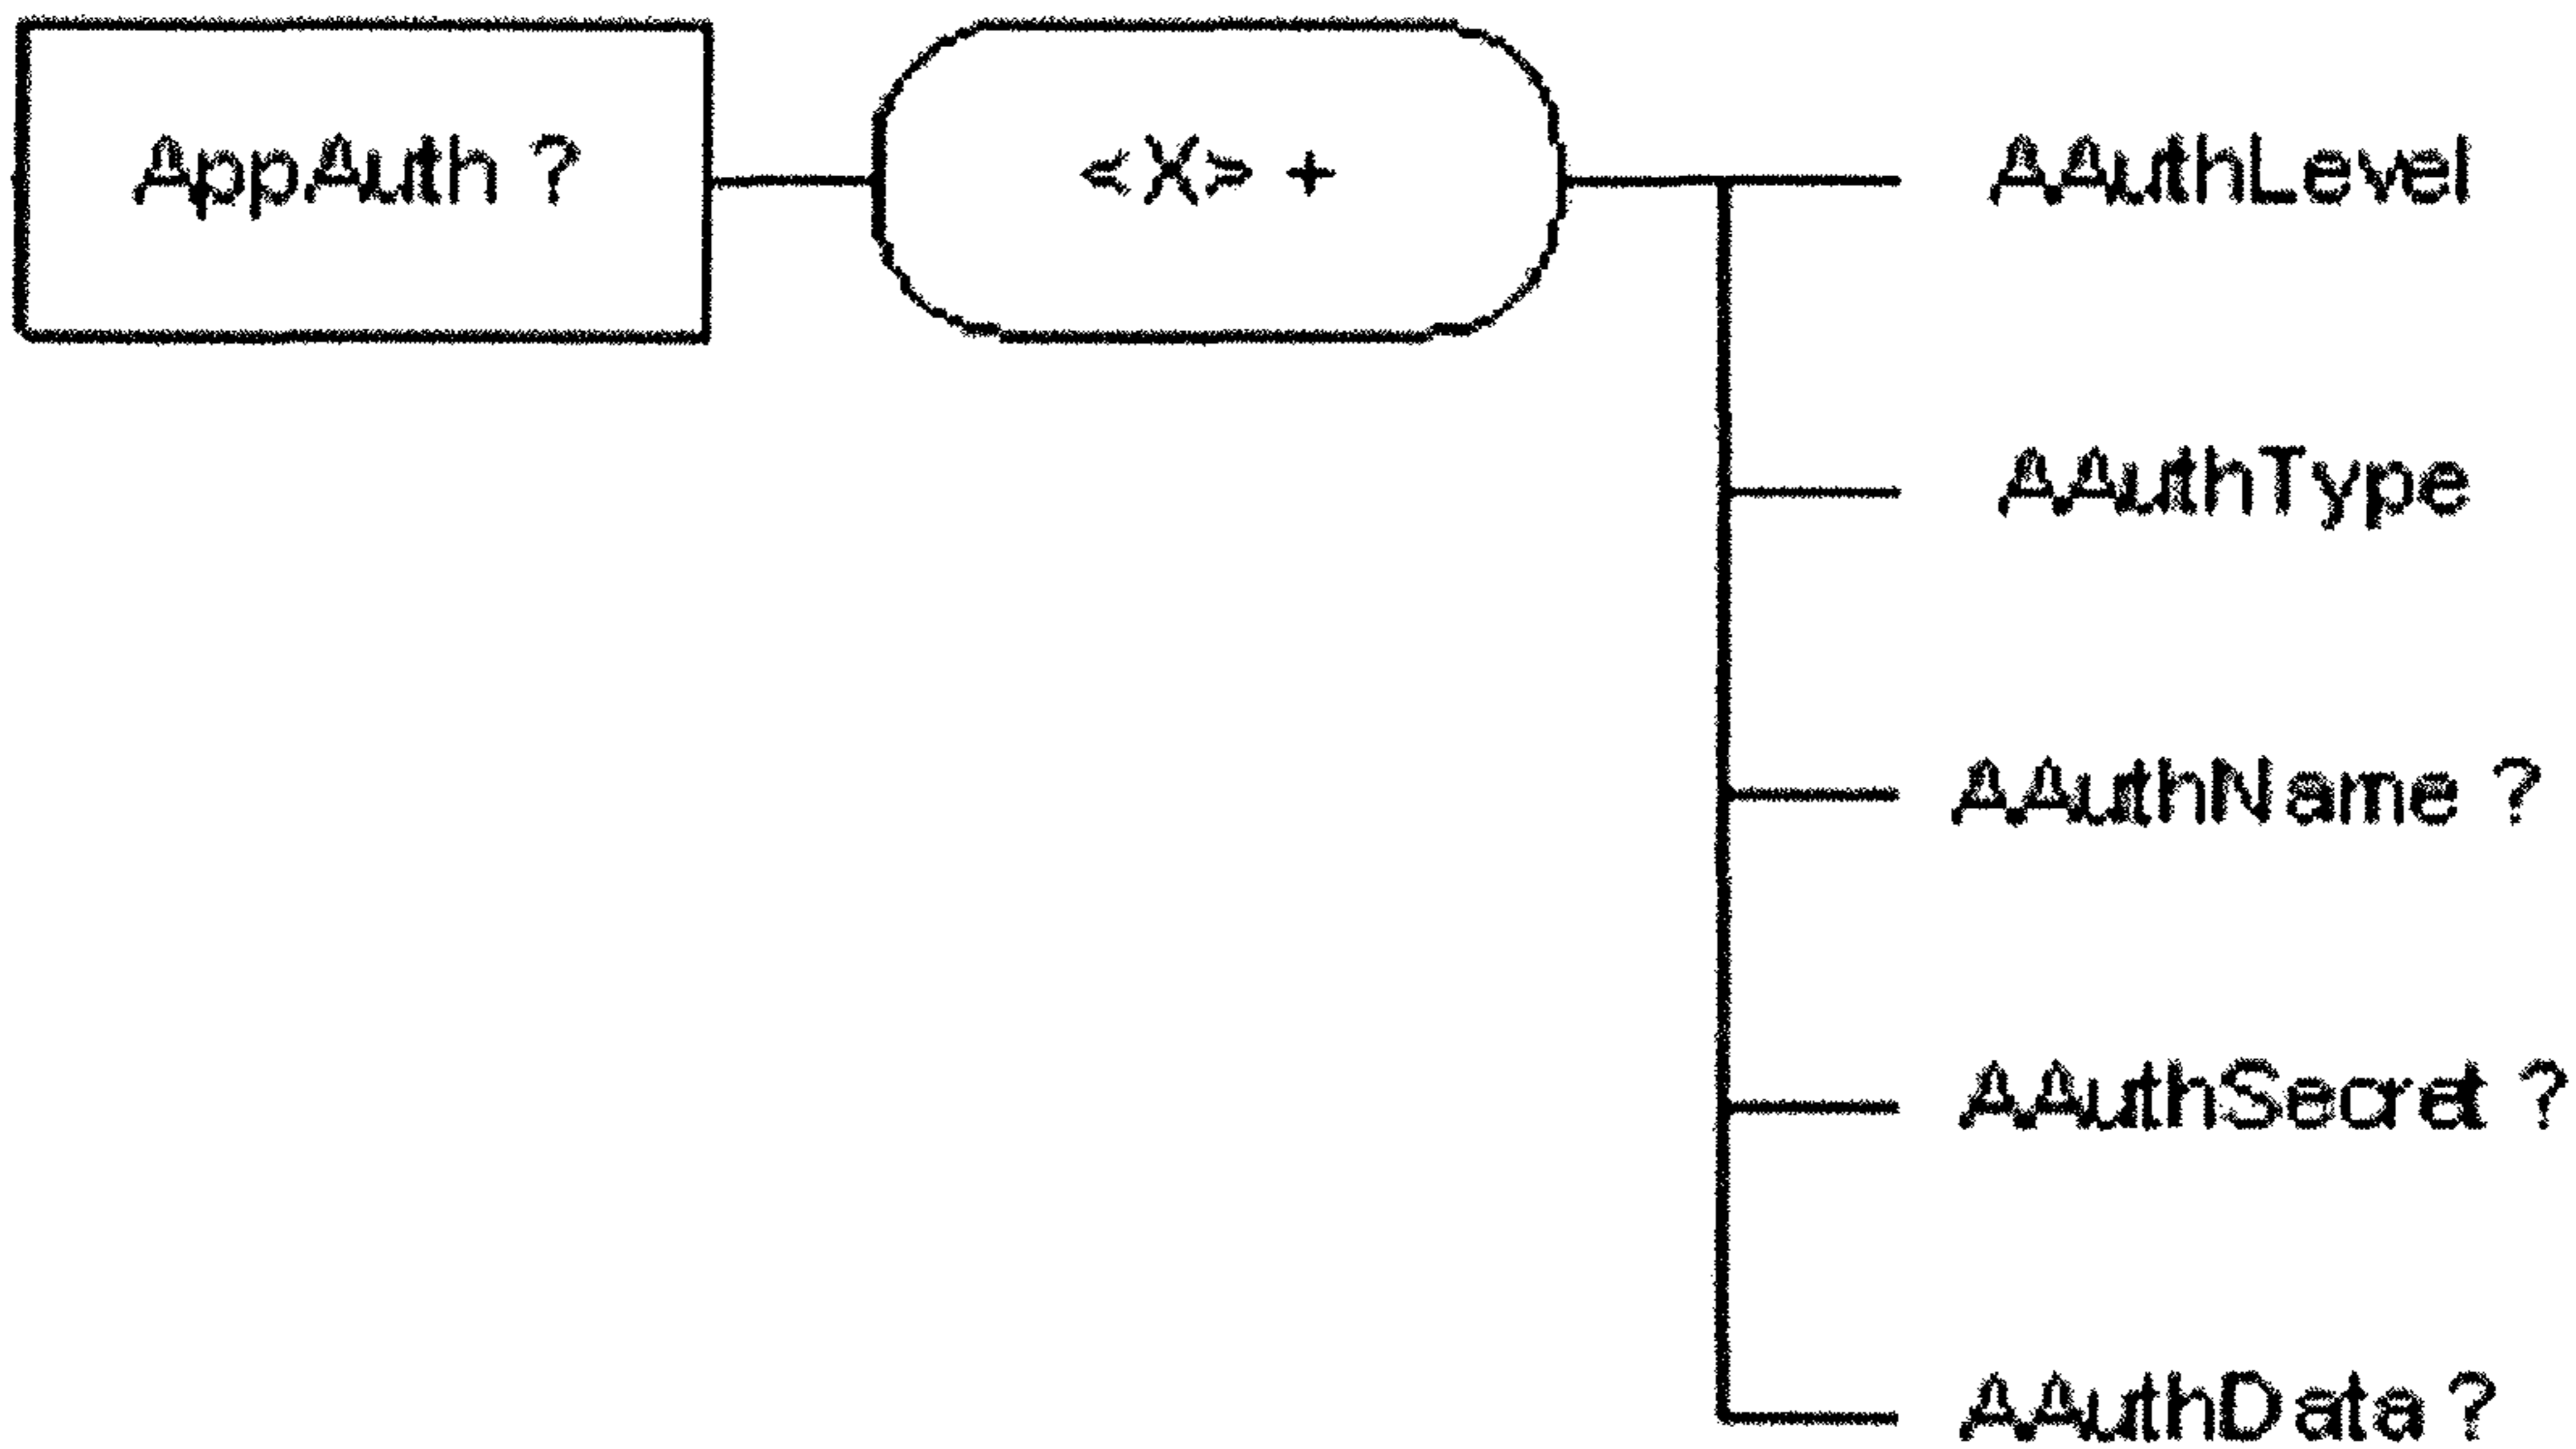 AppAuth ?
<X> +
AAuthLevel
AAuthType
AAuthName ?
AAuthSecret ?
AAuthData ?